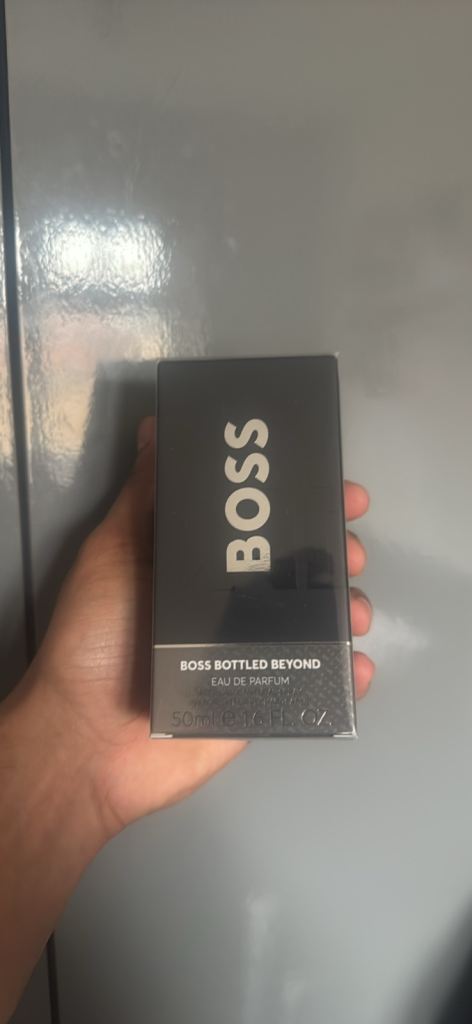 BOSS
BOSS BOTTLED BEYOND
EAU DE PARFUM
50ml e 1.6 FL. OZ.